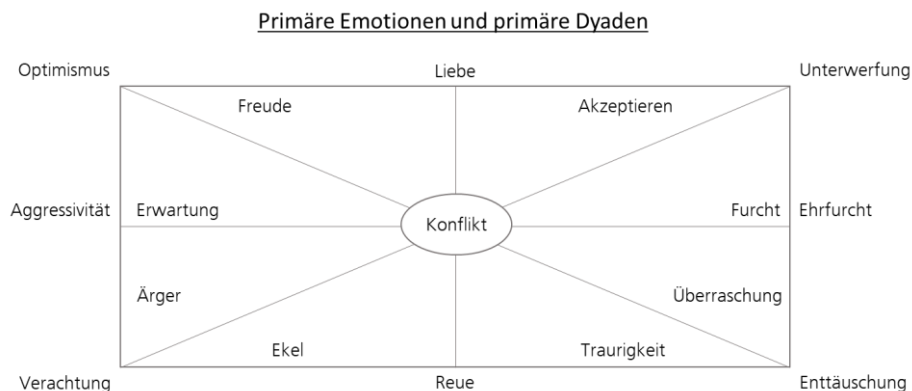 Primäre Emotionen und primäre Dyaden
Optimismus Liebe Unterwerfung
Freude Akzeptieren
Aggressivität Erwartung Furcht Ehrfurcht
Konflikt
Ärger Überraschung
Ekel Traurigkeit
Verachtung Reue Enttäuschung